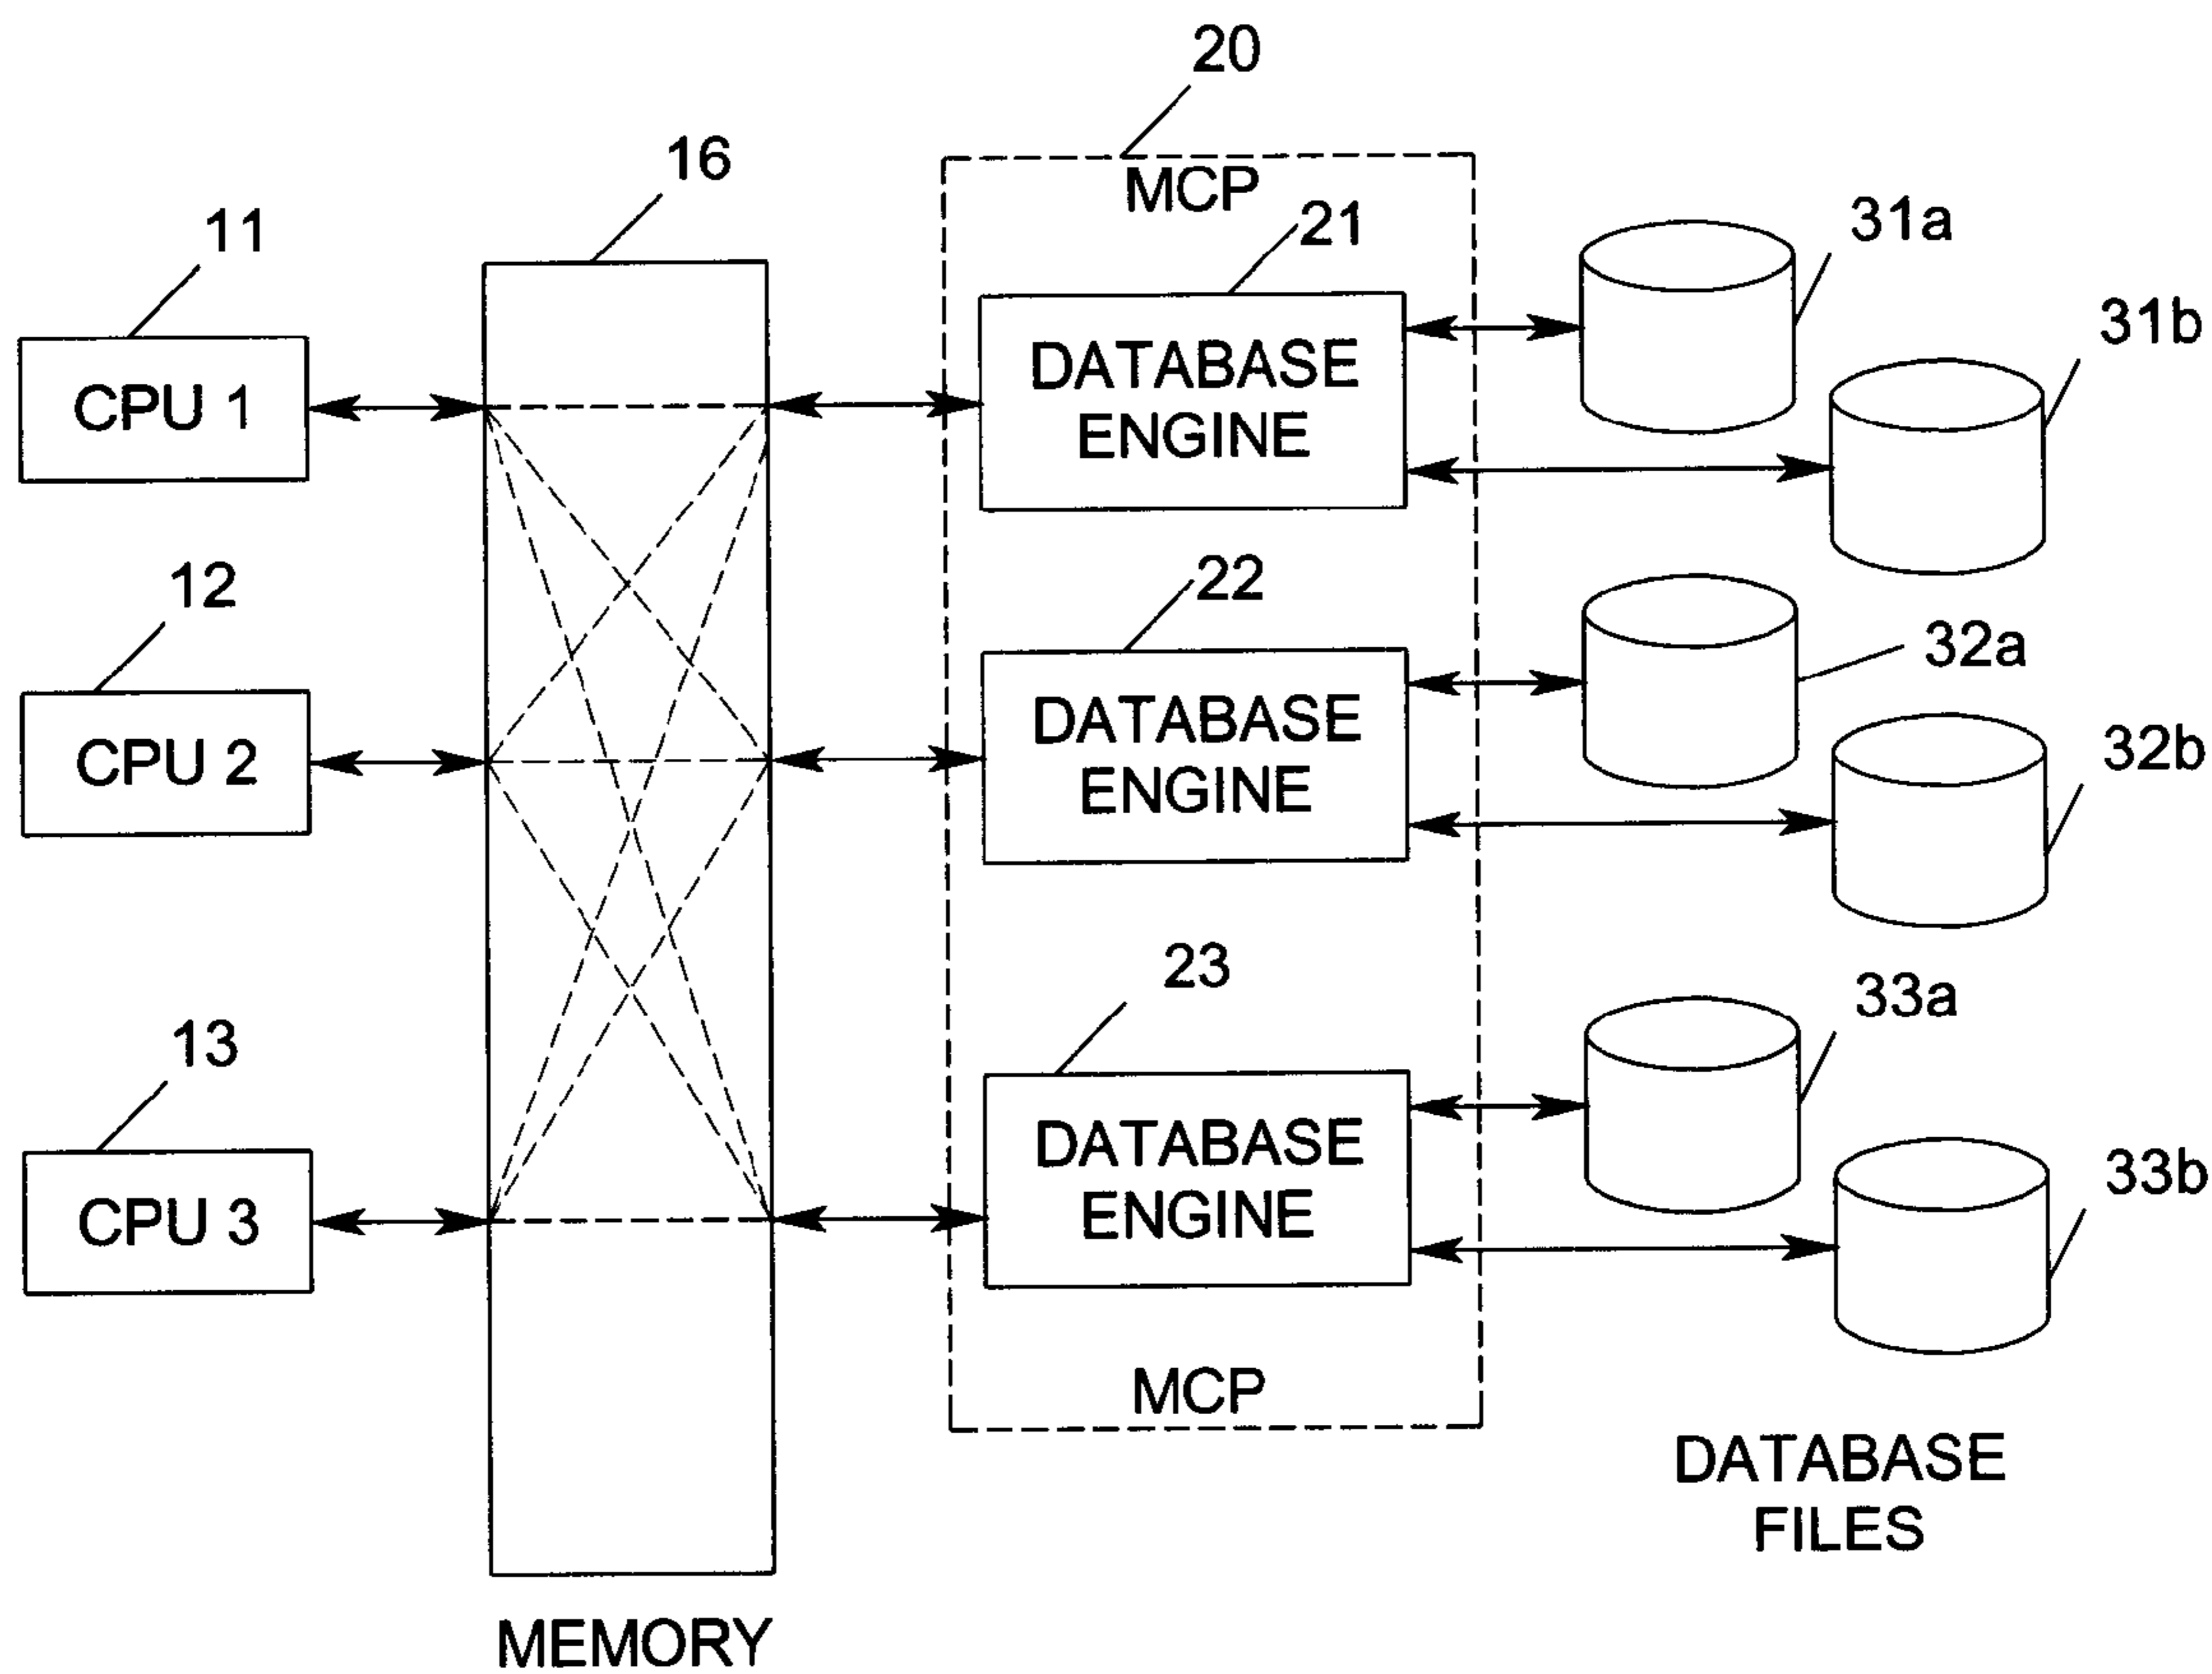 20
16
MCP
11
21
31a
31b
CPU 1
DATABASE
ENGINE
12
22
32a
32b
CPU 2
DATABASE
ENGINE
23
33a
13
33b
CPU 3
DATABASE
ENGINE
MCP
DATABASE
FILES
MEMORY